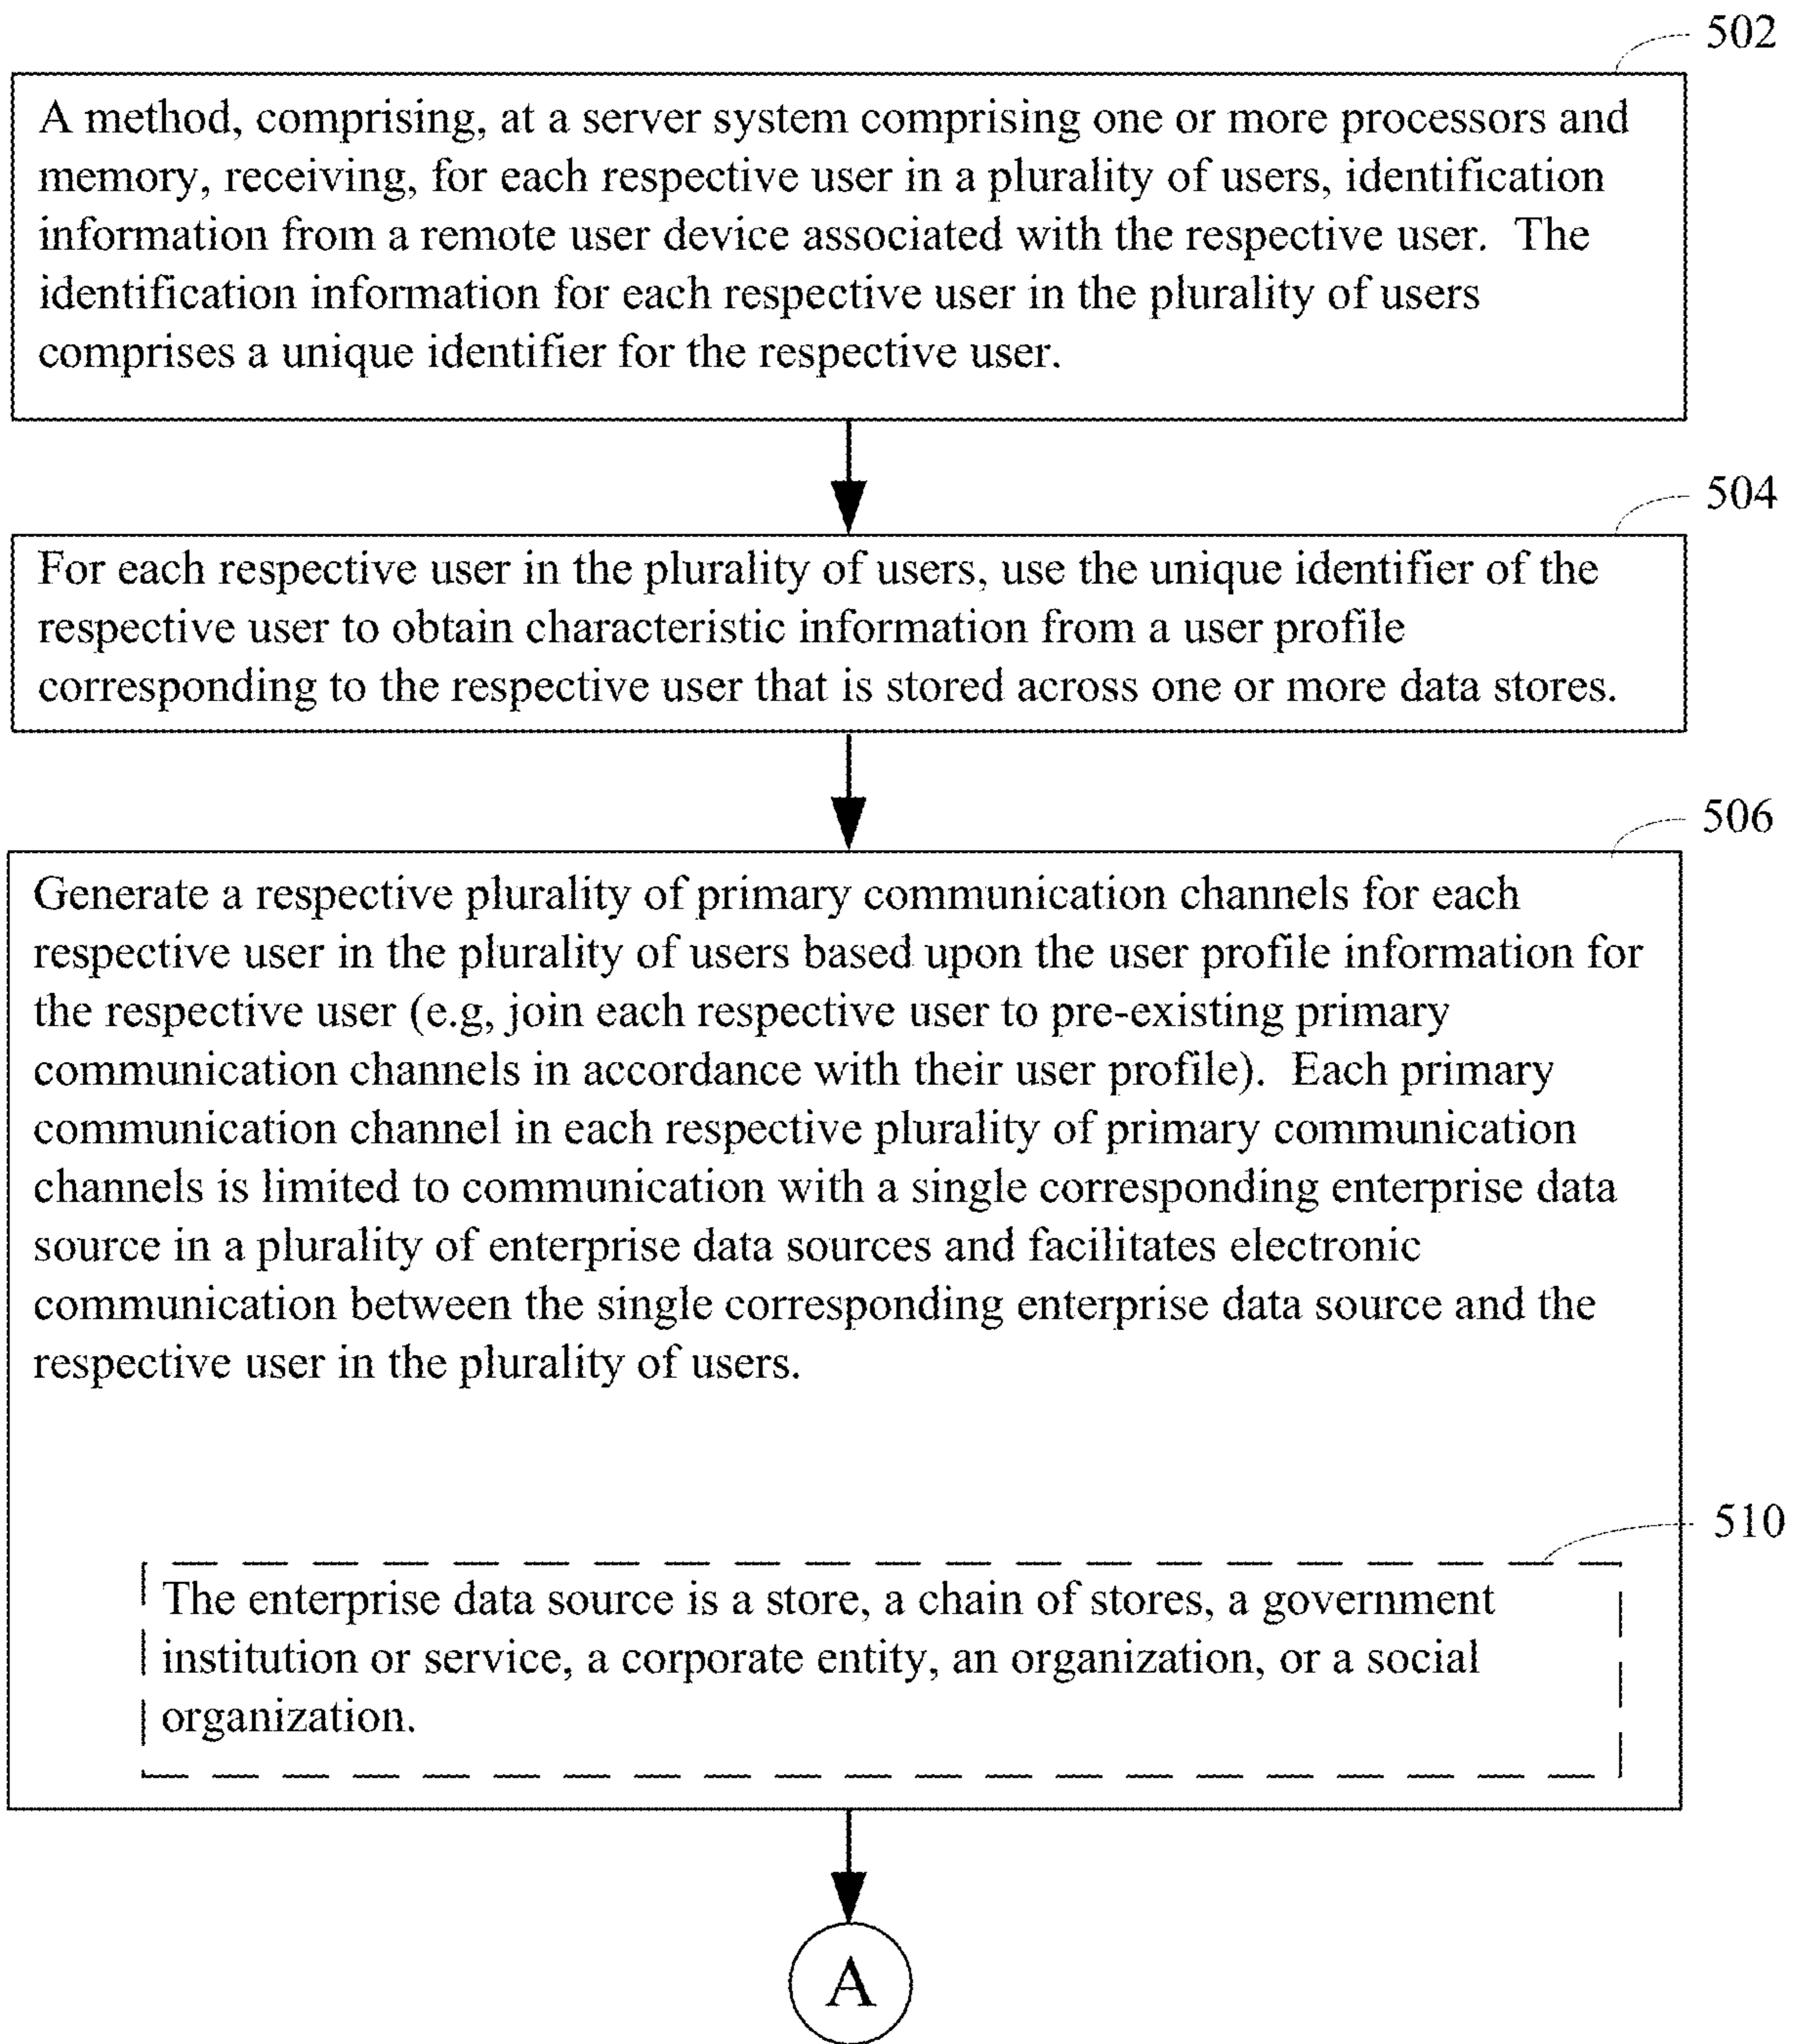 502
A method, comprising, at a server system comprising one or more processors and
memory, receiving, for each respective user in a plurality of users, identification
information from a remote user device associated with the respective user.  The
identification information for each respective user in the plurality of users
comprises a unique identifier for the respective user.
504
For each respective user in the plurality of users, use the unique identifier of the
respective user to obtain characteristic information from a user profile
corresponding to the respective user that is stored across one or more data stores.
506
Generate a respective plurality of primary communication channels for each
respective user in the plurality of users based upon the user profile information for
the respective user (e.g, join each respective user to pre-existing primary
communication channels in accordance with their user profile).  Each primary
communication channel in each respective plurality of primary communication
channels is limited to communication with a single corresponding enterprise data
source in a plurality of enterprise data sources and facilitates electronic
communication between the single corresponding enterprise data source and the
respective user in the plurality of users.
510
The enterprise data source is a store, a chain of stores, a government
institution or service, a corporate entity, an organization, or a social
organization.
A